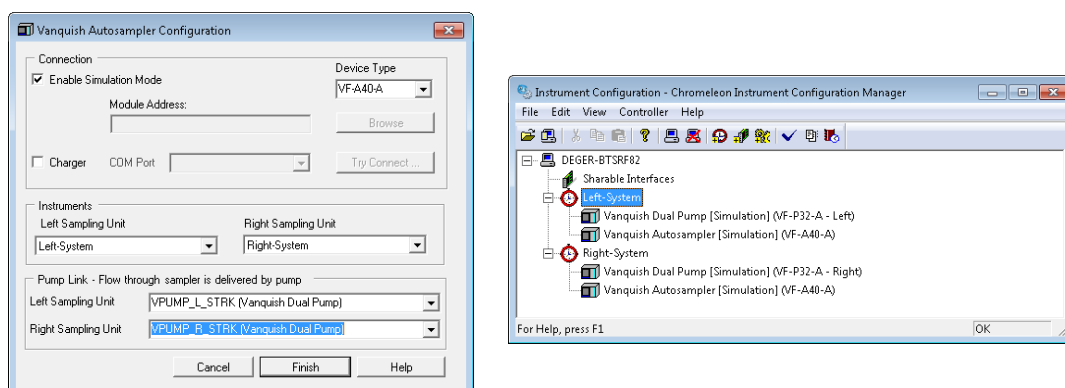 Vanquish Autosampler Configuration
Connection
Enable Simulation Mode
Device Type
VF-A40-A
Module Address:
Browse
Charger COM Port Try Connect ...
Instruments
Left Sampling Unit Right Sampling Unit
Left-System Right-System
Pump Link - Flow through sampler is delivered by pump
Left Sampling Unit VPUMP_L_STRK (Vanquish Dual Pump)
Right Sampling Unit VPUMP_R_STRK (Vanquish Dual Pump)
Cancel Finish Help
Instrument Configuration - Chromeleon Instrument Configuration Manager
File Edit View Controller Help
DEGER-BTSRF82
Sharable Interfaces
Left-System
Vanquish Dual Pump [Simulation] (VF-P32-A - Left)
Vanquish Autosampler [Simulation] (VF-A40-A)
Right-System
Vanquish Dual Pump [Simulation] (VF-P32-A - Right)
Vanquish Autosampler [Simulation] (VF-A40-A)
For Help, press F1 OK